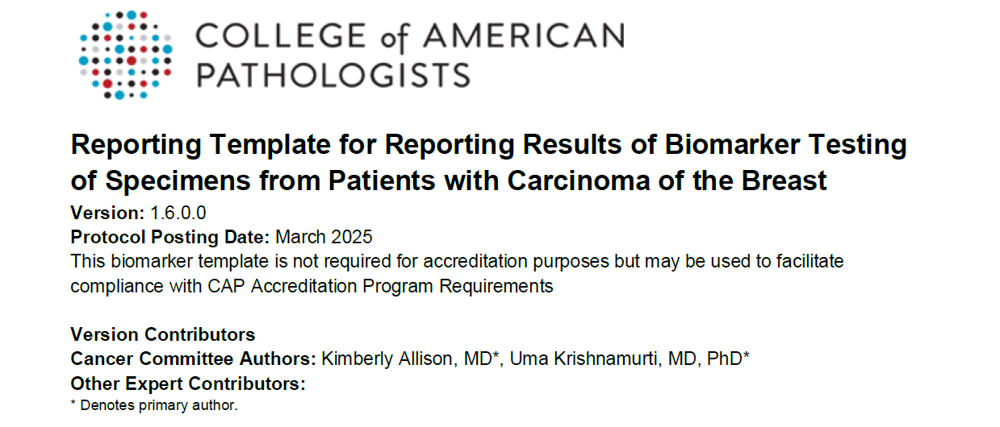 COLLEGE of AMERICAN
PATHOLOGISTS
Reporting Template for Reporting Results of Biomarker Testing
of Specimens from Patients with Carcinoma of the Breast
Version: 1.6.0.0
Protocol Posting Date: March 2025
This biomarker template is not required for accreditation purposes but may be used to facilitate
compliance with CAP Accreditation Program Requirements
Version Contributors
Cancer Committee Authors: Kimberly Allison, MD*, Uma Krishnamurti, MD, PhD*
Other Expert Contributors:
* Denotes primary author.